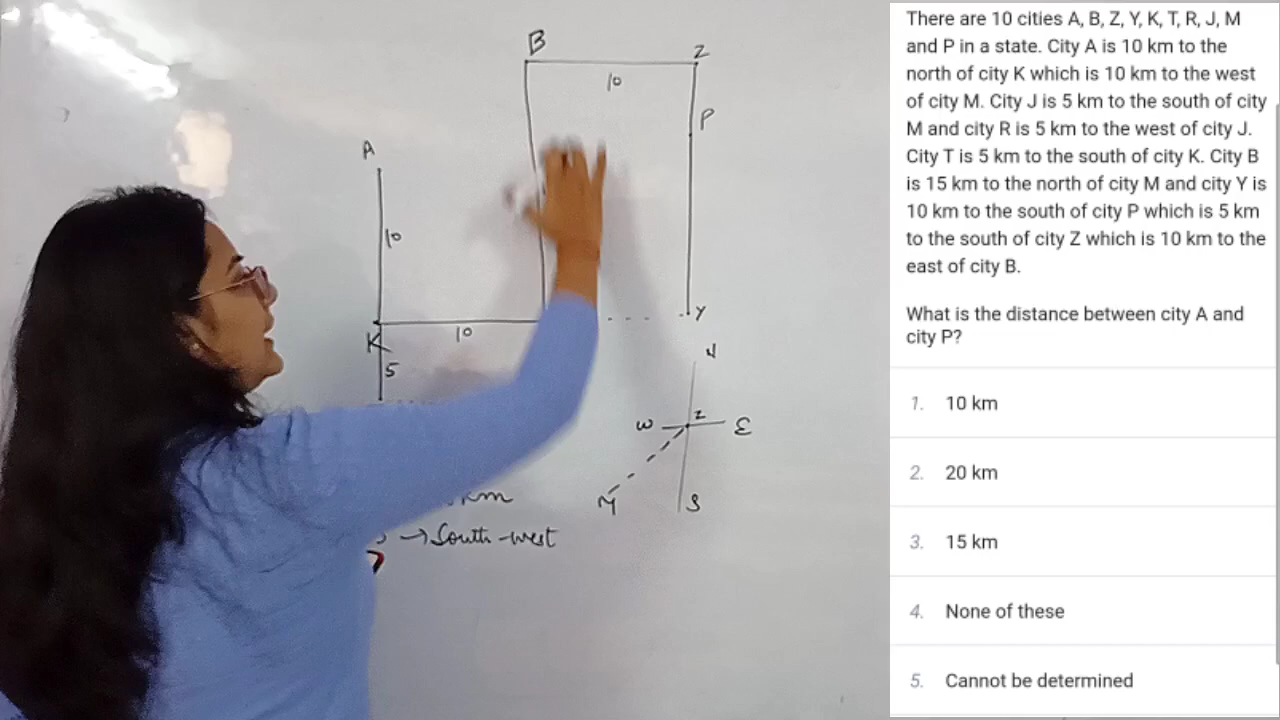 B
Z
10
P
A
10
K
10
Y
5
N
W
Z
E
M
S
km
→ South-west
There are 10 cities A, B, Z, Y, K, T, R, J, M
and P in a state. City A is 10 km to the
north of city K which is 10 km to the west
of city M. City J is 5 km to the south of city
M and city R is 5 km to the west of city J.
City T is 5 km to the south of city K. City B
is 15 km to the north of city M and city Y is
10 km to the south of city P which is 5 km
to the south of city Z which is 10 km to the
east of city B.
What is the distance between city A and
city P?
1. 10 km
2. 20 km
3. 15 km
4. None of these
5. Cannot be determined